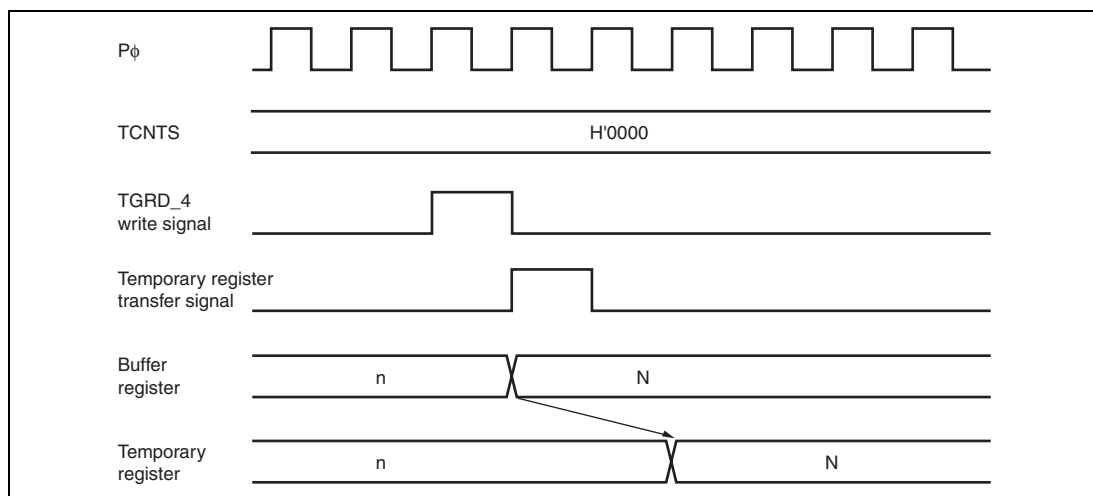 Pϕ
TCNTS
H'0000
TGRD_4
write signal
Temporary register
transfer signal
Buffer
register
n
N
Temporary
register
n
N